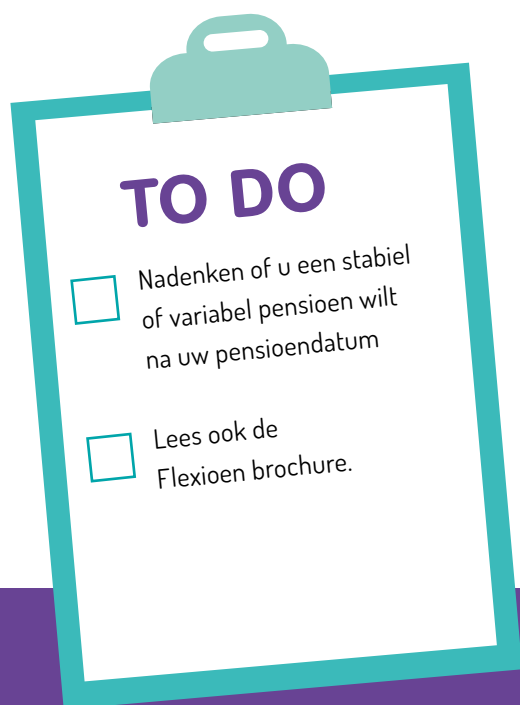 TO DO
Nadenken of u een stabiel
of variabel pensioen wilt
na uw pensioendatum
Lees ook de
Flexioen brochure.